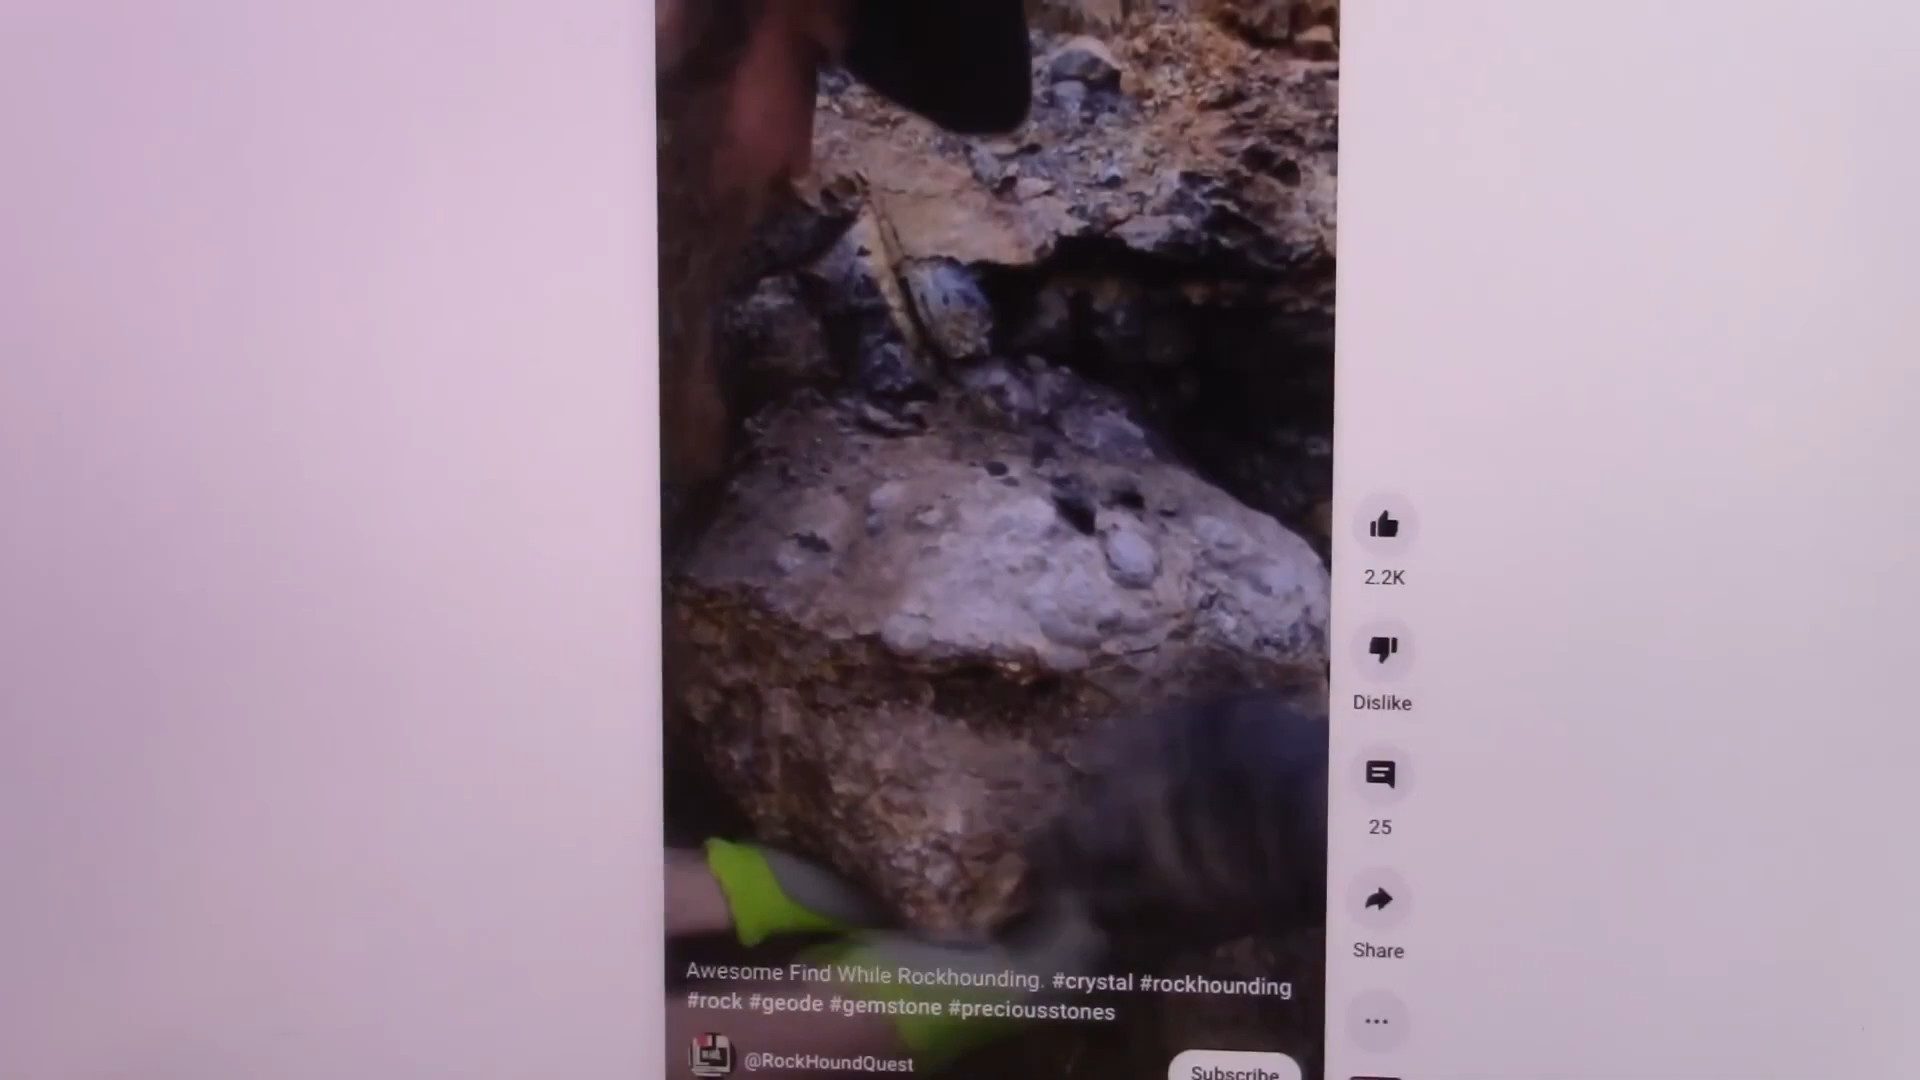 2.2K
Dislike
25
Share
Awesome Find While Rockhounding. #crystal #rockhounding
#rock #geode #gemstone #preciousstones
@RockHoundQuest
Subscribe